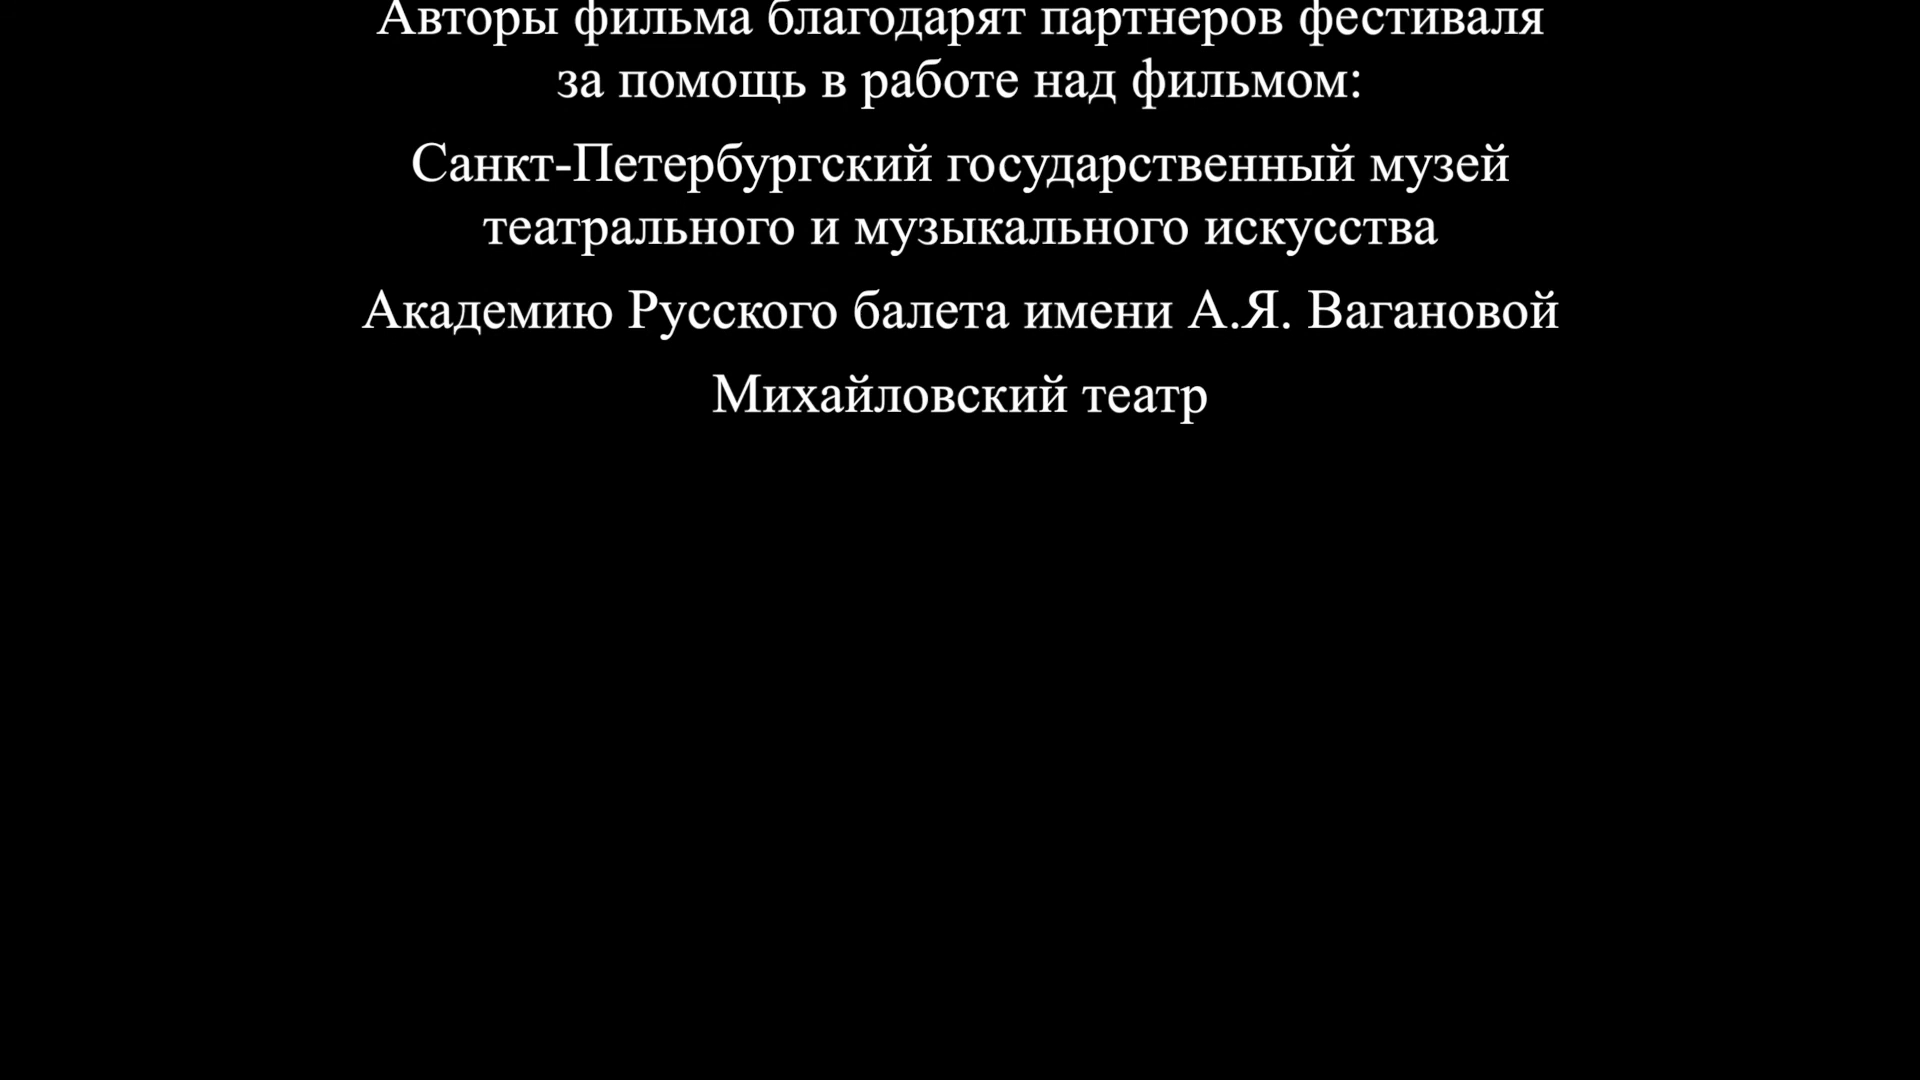 Авторы фильма благодарят партнеров фестиваля
за помощь в работе над фильмом:
Санкт-Петербургский государственный музей
театрального и музыкального искусства
Академию Русского балета имени А.Я. Вагановой
Михайловский театр